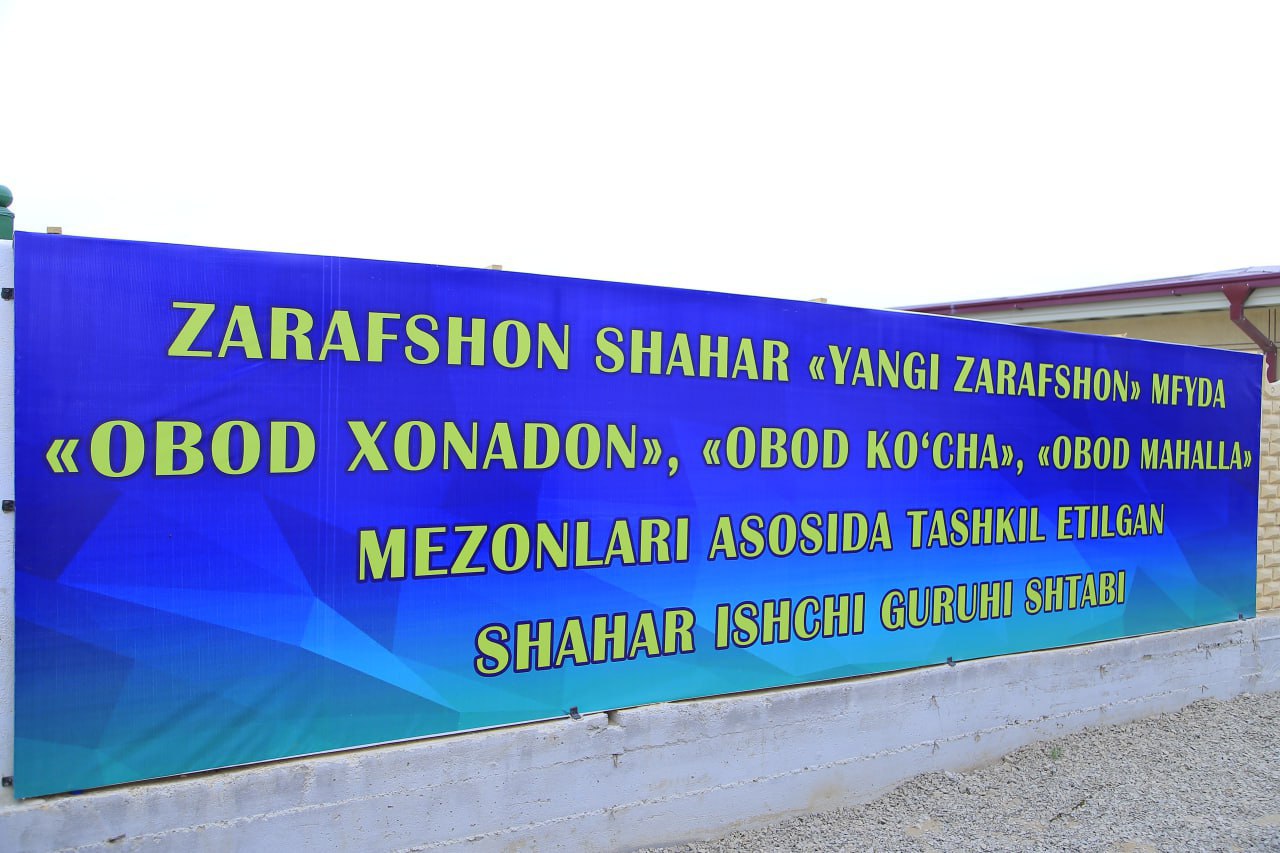 ZARAFSHON SHAHAR «YANGI ZARAFSHON» MFYDA
«OBOD XONADON», «OBOD KO‘CHA», «OBOD MAHALLA»
MEZONLARI ASOSIDA TASHKIL ETILGAN
SHAHAR ISHCHI GURUHI SHTABI